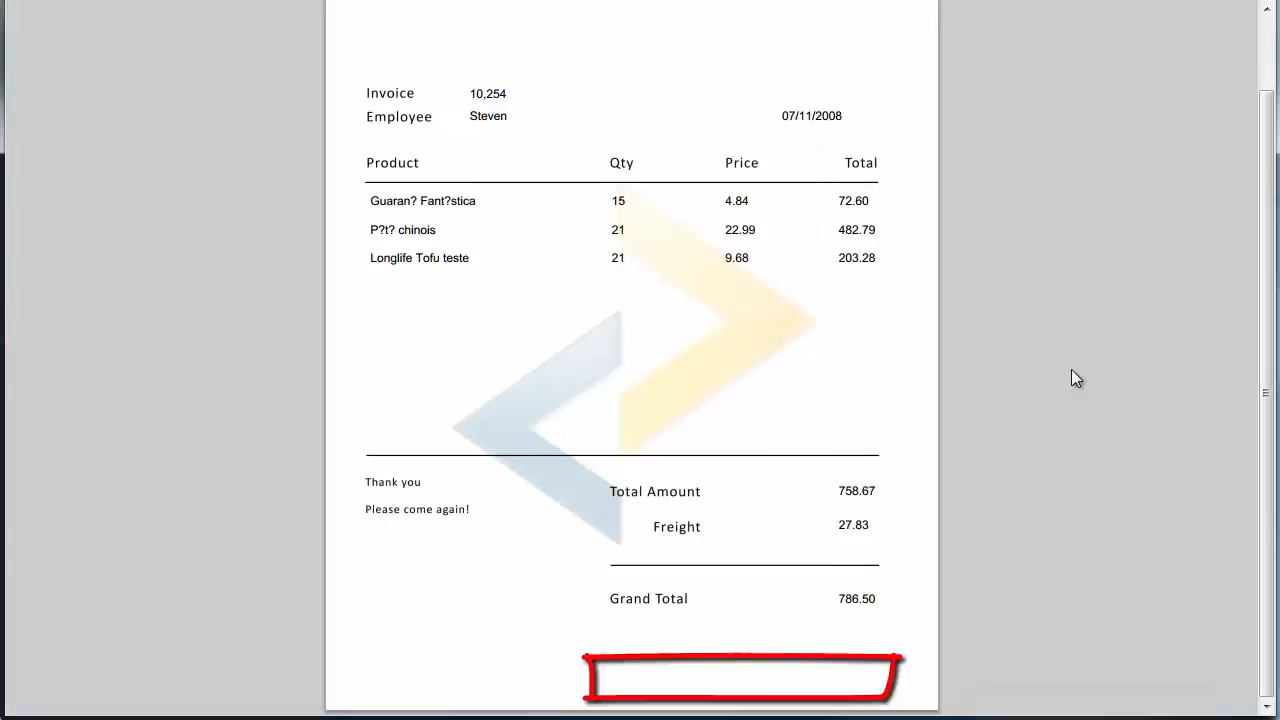 Invoice 10,254
Employee Steven 07/11/2008
Product Qty Price Total
Guaran? Fant?stica 15 4.84 72.60
P?t? chinois 21 22.99 482.79
Longlife Tofu teste 21 9.68 203.28
Thank you
Total Amount 758.67
Please come again!
Freight 27.83
Grand Total 786.50